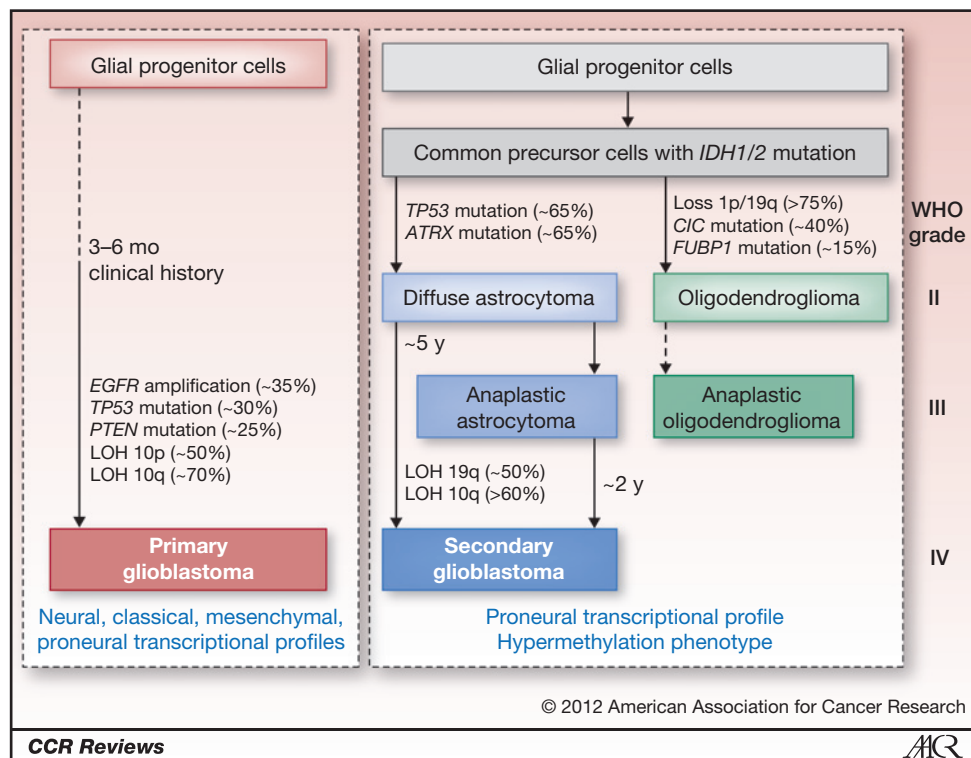 Glial progenitor cells
3–6 mo
clinical history
EGFR amplification (~35%)
TP53 mutation (~30%)
PTEN mutation (~25%)
LOH 10p (~50%)
LOH 10q (~70%)
Primary
glioblastoma
Neural, classical, mesenchymal,
proneural transcriptional profiles
Glial progenitor cells
Common precursor cells with IDH1/2 mutation
TP53 mutation (~65%)
ATRX mutation (~65%)
Loss 1p/19q (>75%)
CIC mutation (~40%)
FUBP1 mutation (~15%)
WHO
grade
Diffuse astrocytoma
Oligodendroglioma
II
~5 y
Anaplastic
astrocytoma
Anaplastic
oligodendroglioma
III
LOH 19q (~50%)
LOH 10q (>60%)
~2 y
Secondary
glioblastoma
IV
Proneural transcriptional profile
Hypermethylation phenotype
© 2012 American Association for Cancer Research
CCR Reviews
AACR